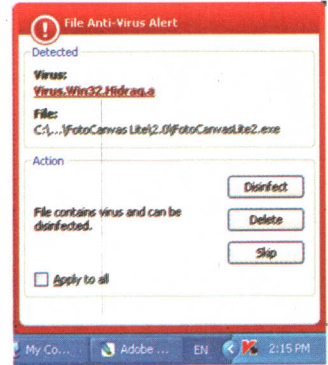 File Anti-Virus Alert
Detected
Virus:
Virus.Win32.Hidrag.a
File:
C:\...\FotoCanvas Lite\2.0\FotoCanvasLite2.exe
Action
File contains virus and can be
disinfected.
Disinfect
Delete
Skip
Apply to all
My Co...
Adobe ...
EN
2:15 PM